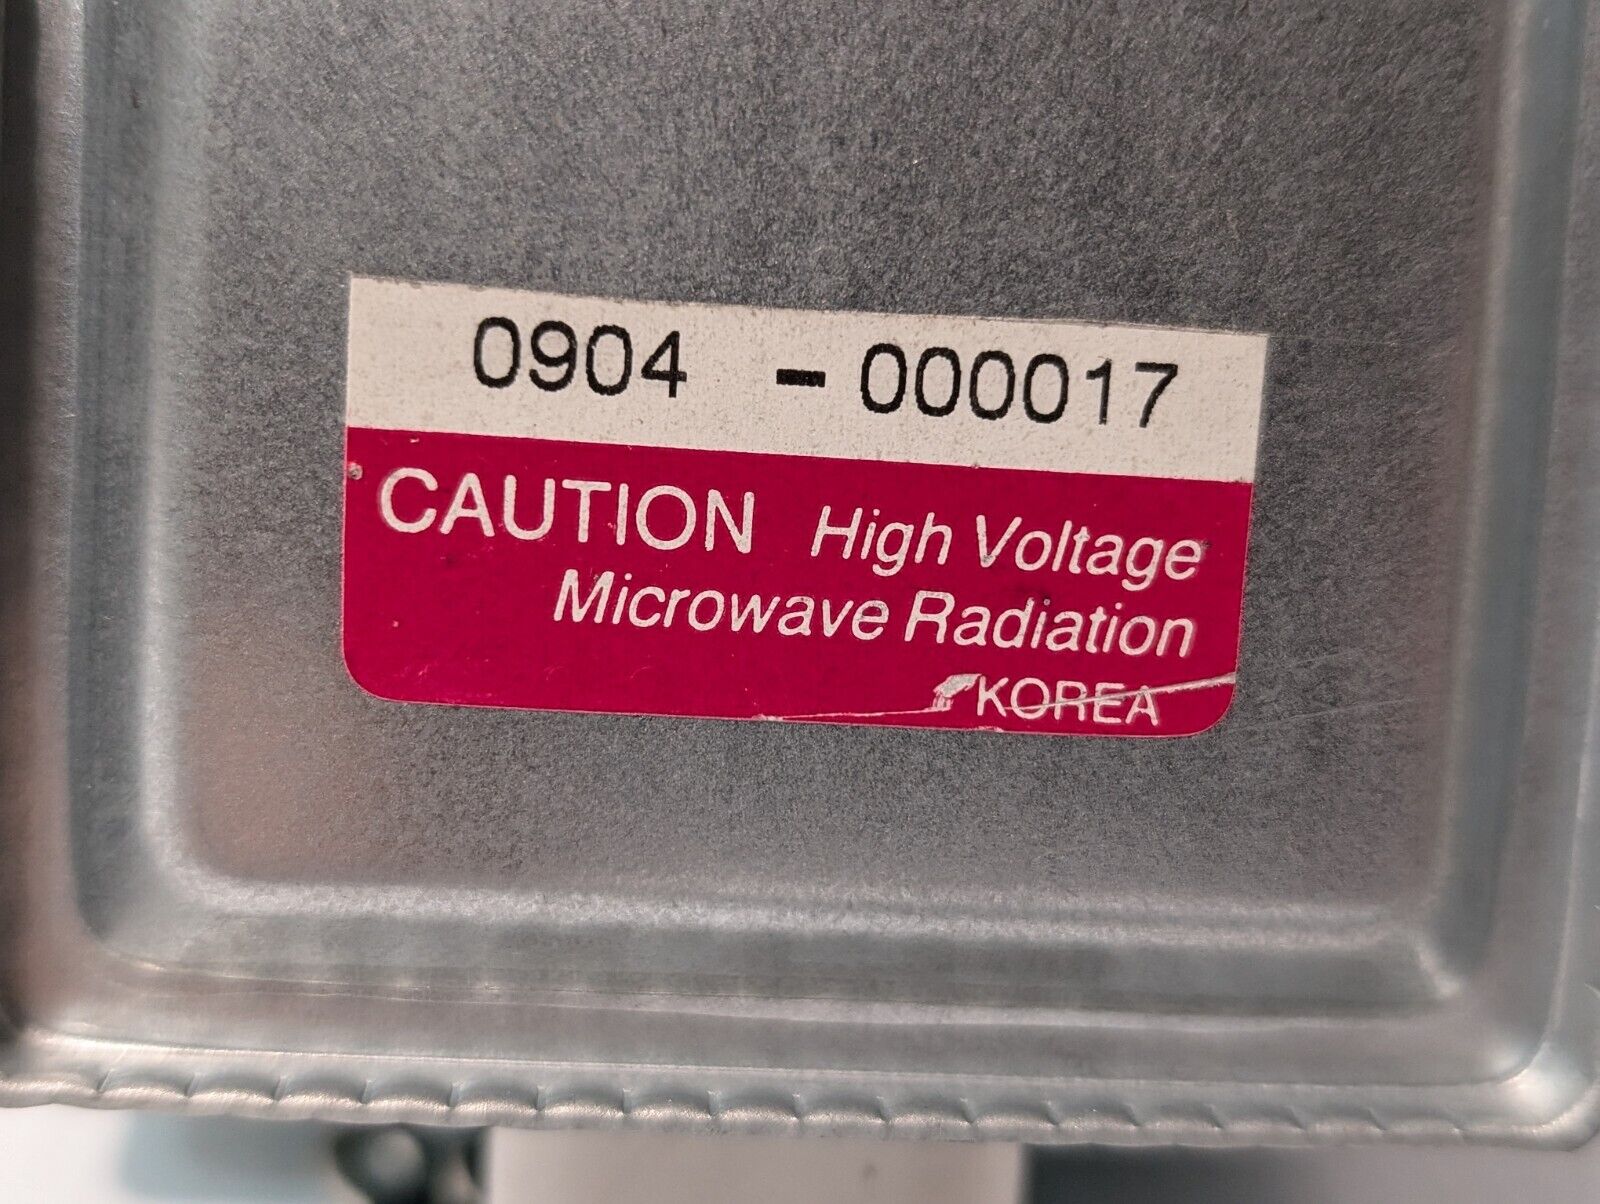 0904 - 000017
CAUTION High Voltage
Microwave Radiation
KOREA